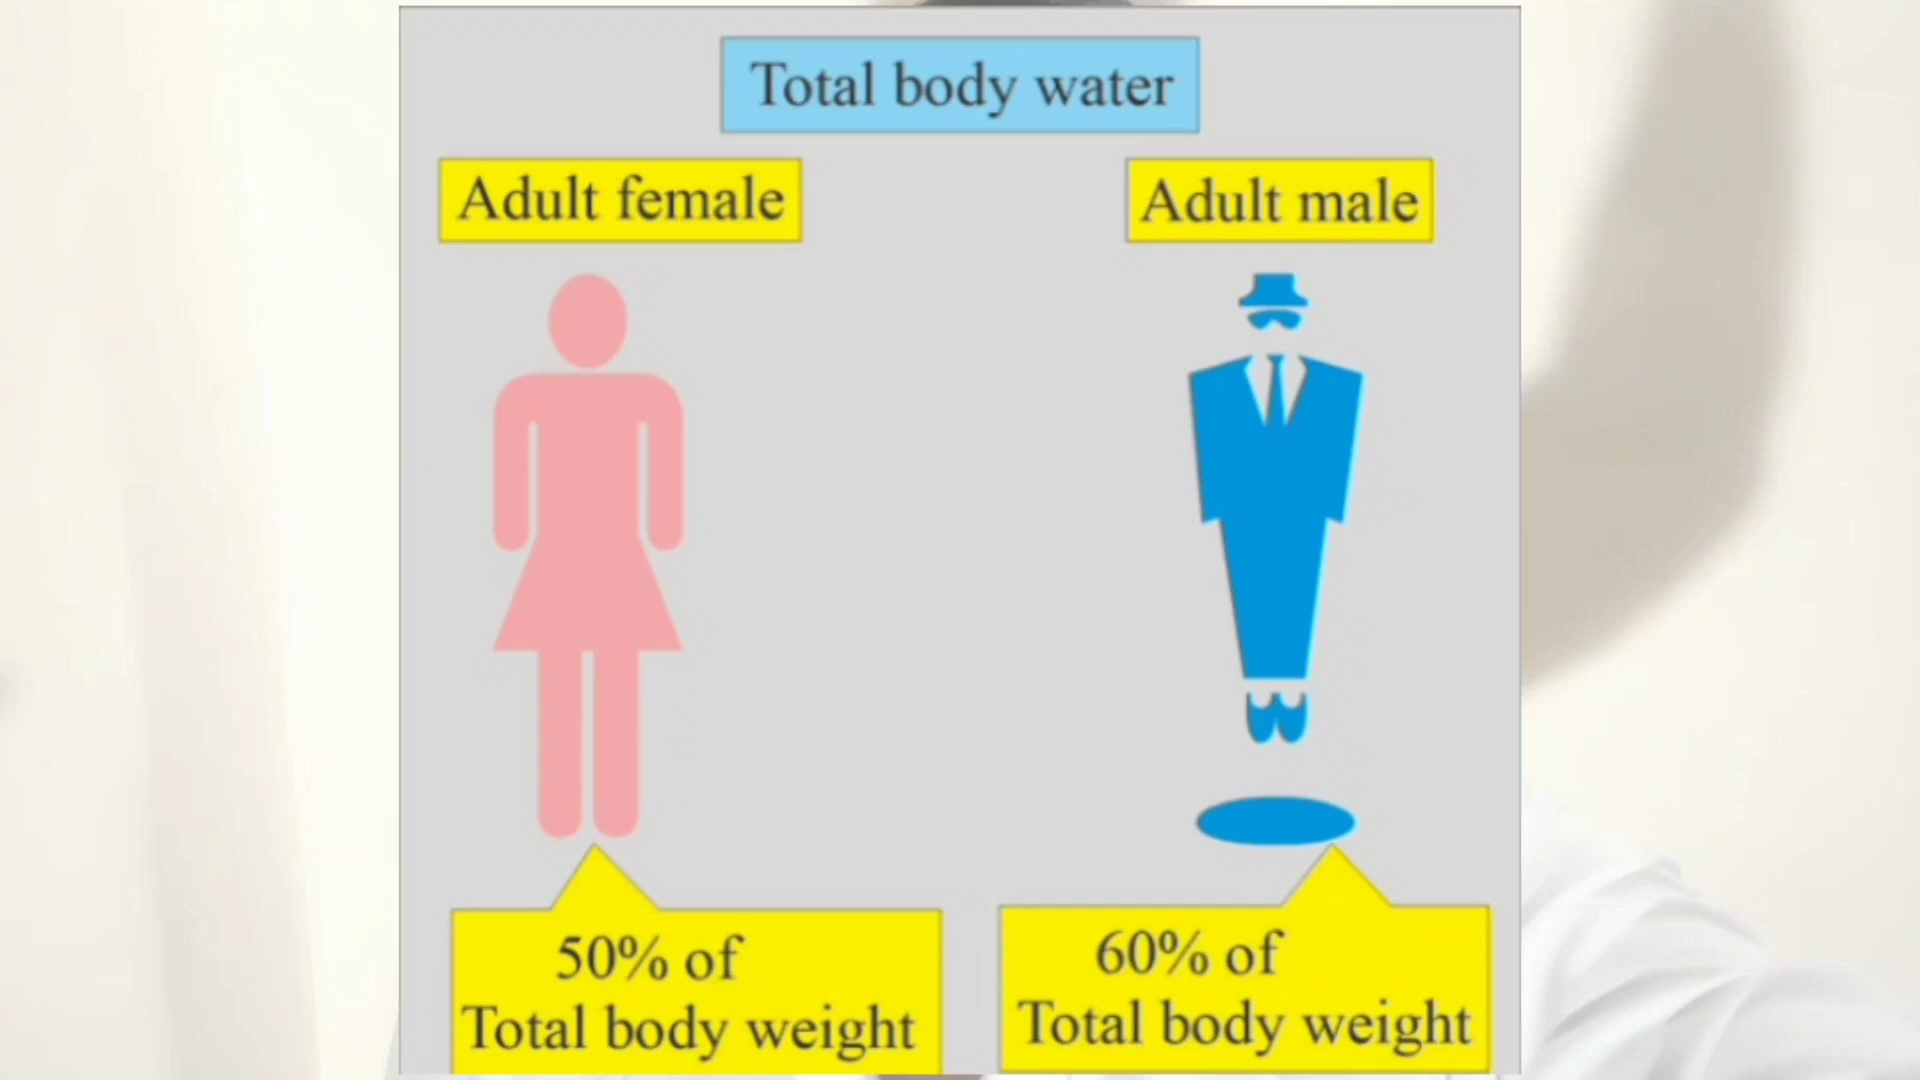 Total body water
Adult female
Adult male
50% of
Total body weight
60% of
Total body weight